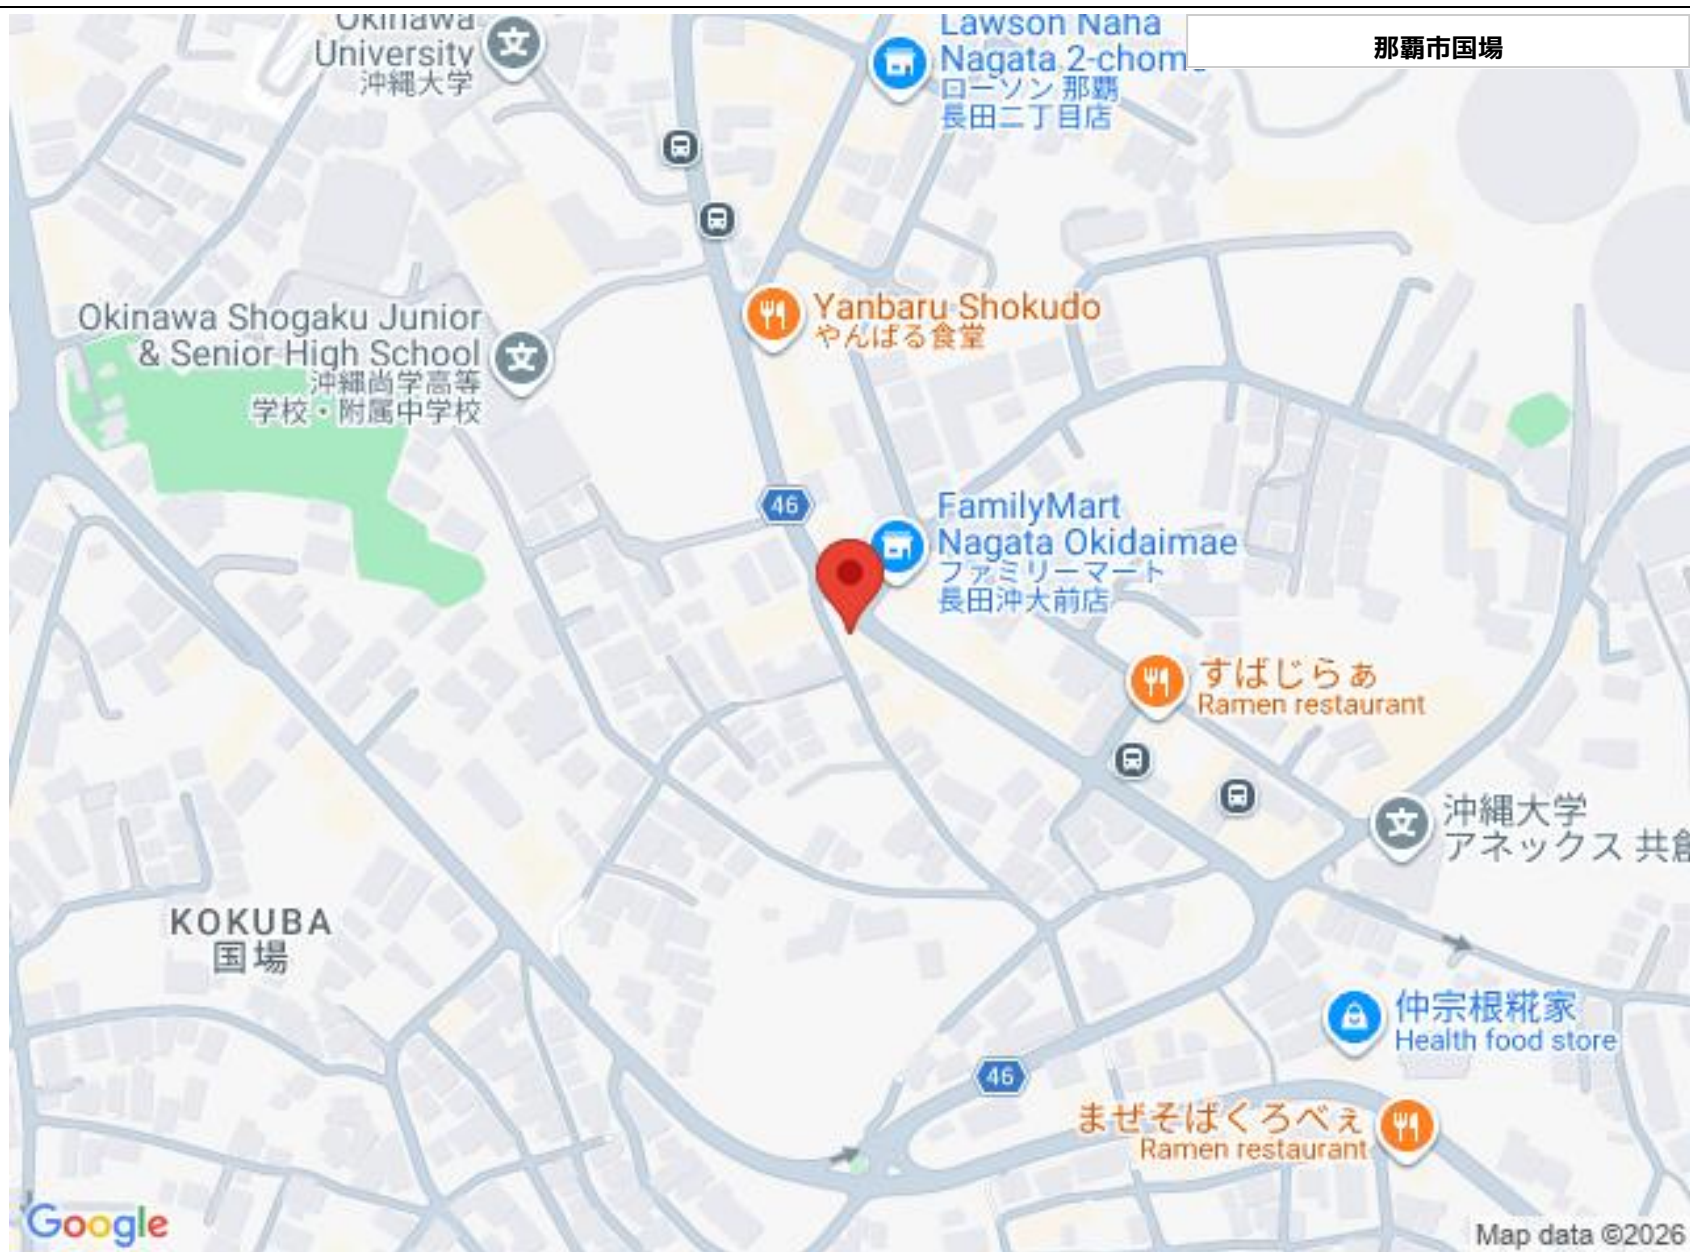 Okinawa
University
沖縄大学
Lawson Naha
Nagata 2-chom
ローソン 那覇
長田二丁目店
那覇市国場
Okinawa Shogaku Junior
& Senior High School
沖縄尚学高等
学校・附属中学校
Yanbaru Shokudo
やんばる食堂
46
FamilyMart
Nagata Okidaimae
ファミリーマート
長田沖大前店
すばじらぁ
Ramen restaurant
沖縄大学
アネックス 共創
KOKUBA
国場
仲宗根糀家
Health food store
46
まぜそばくろべぇ
Ramen restaurant
Google
Map data ©2026